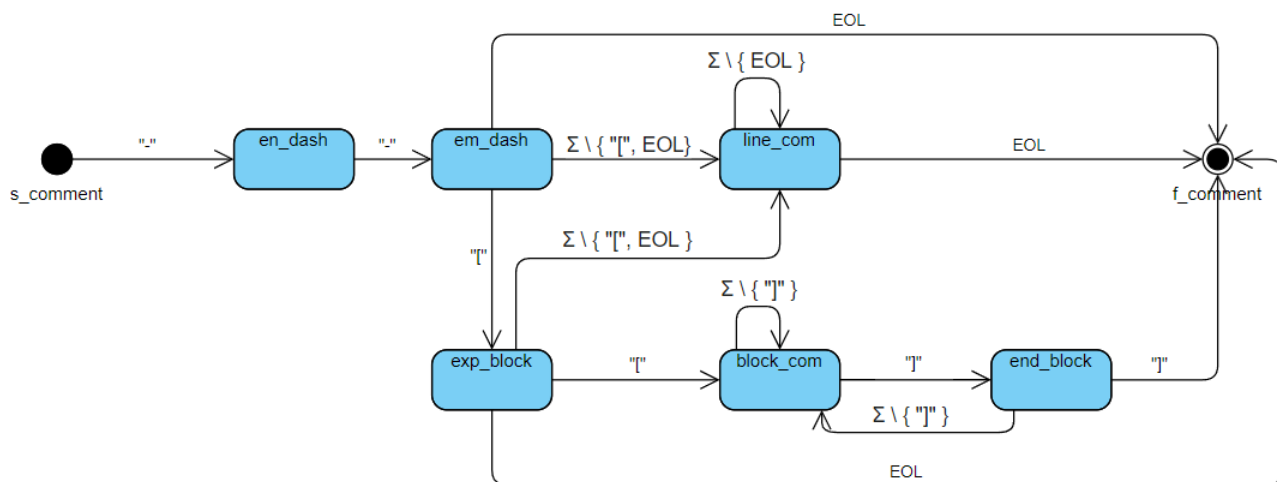 EOL
Σ \ { EOL }
"-"
en_dash
"-"
em_dash
Σ \ { "[", EOL}
line_com
EOL
s_comment
f_comment
"["
Σ \ { "[", EOL }
Σ \ { "]" }
exp_block
"["
block_com
"]"
end_block
"]"
Σ \ { "]" }
EOL